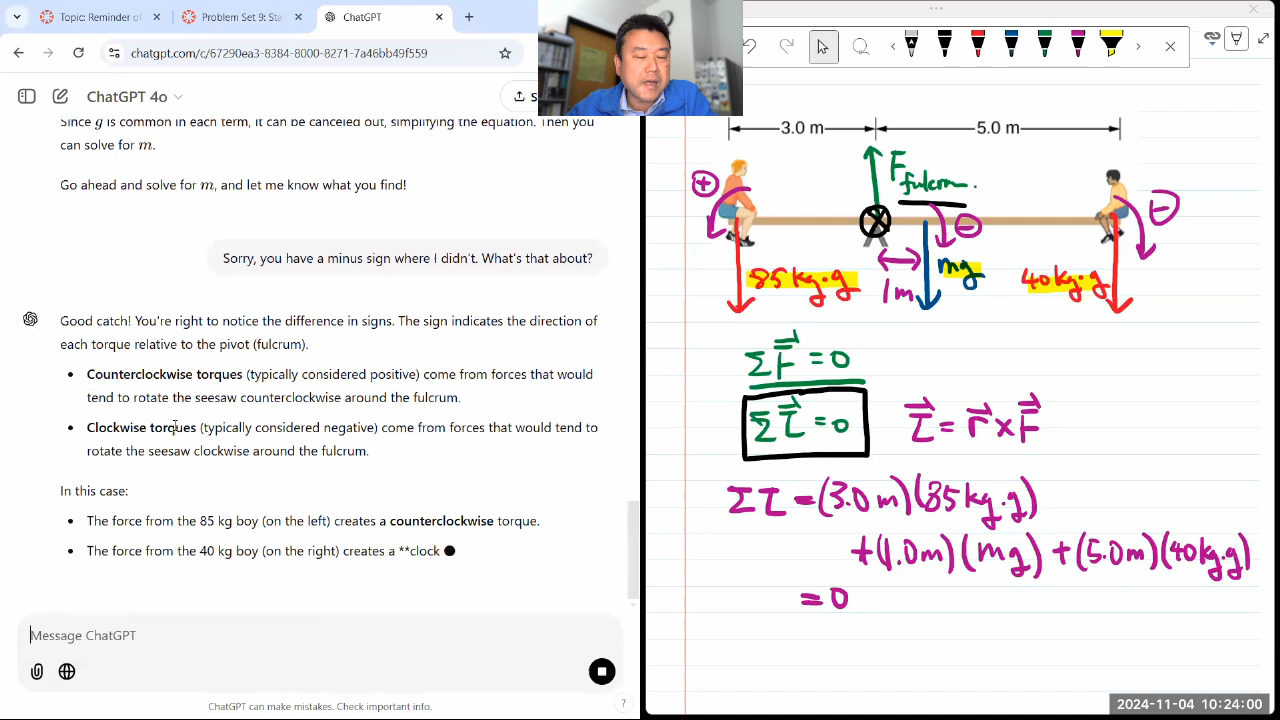 Topic: Reminder of
Problem Set 9: Sta
ChatGPT
ChatGPT 4o
Since g is common in each term, it can be canceled out, simplifying the equation. Then you
can solve for m.
Go ahead and solve for m, and let me know what you find!
Sorry, you have a minus sign where I didn't. What's that about?
Good catch! You're right to notice the difference in signs. The sign indicates the direction of
each torque relative to the pivot (fulcrum).
• Counterclockwise torques (typically considered positive) come from forces that would
tend to rotate the seesaw counterclockwise around the fulcrum.
• Clockwise torques (typically considered negative) come from forces that would tend to
rotate the seesaw clockwise around the fulcrum.
In this case:
• The force from the 85 kg boy (on the left) creates a counterclockwise torque.
• The force from the 40 kg boy (on the right) creates a **clock
Message ChatGPT
ChatGPT can make mistakes. Check important info.
?
3.0 m
5.0 m
+
F fulcrum
−
−
85 kg·g
1m
mg
40 kg·g
ΣF⃗ = 0
Στ⃗ = 0
τ⃗ = r⃗ × F⃗
Στ = (3.0 m)(85 kg·g)
+ (1.0 m)(mg) + (5.0 m)(40 kg·g)
= 0
2024-11-04 10:24:00